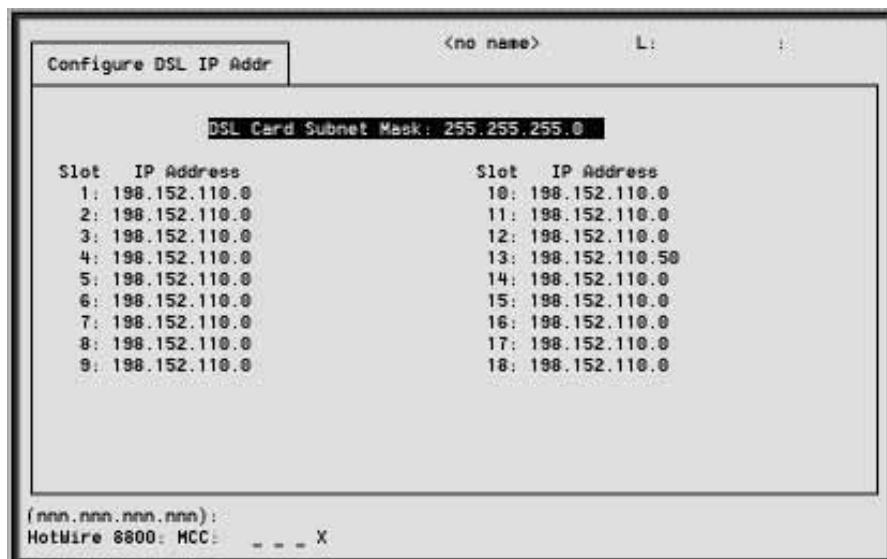 <no name> L: :
Configure DSL IP Addr
DSL Card Subnet Mask: 255.255.255.0
Slot IP Address Slot IP Address
1: 198.152.110.0 10: 198.152.110.0
2: 198.152.110.0 11: 198.152.110.0
3: 198.152.110.0 12: 198.152.110.0
4: 198.152.110.0 13: 198.152.110.50
5: 198.152.110.0 14: 198.152.110.0
6: 198.152.110.0 15: 198.152.110.0
7: 198.152.110.0 16: 198.152.110.0
8: 198.152.110.0 17: 198.152.110.0
9: 198.152.110.0 18: 198.152.110.0
(nnn.nnn.nnn.nnn):
HotWire 8800: MCC: _ _ _ X